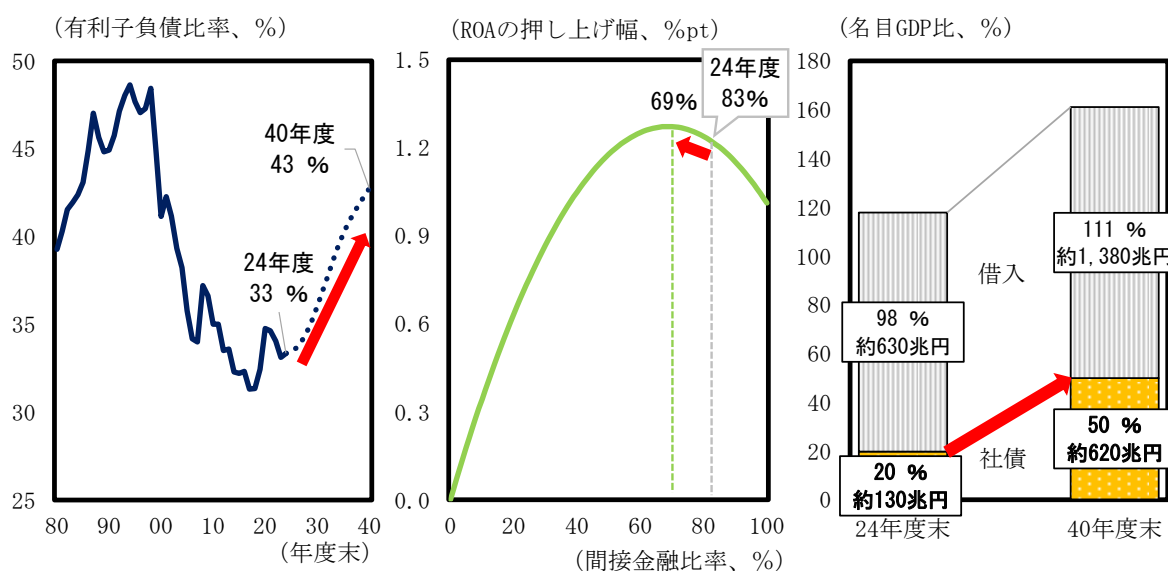 (有利子負債比率、%)
50
45
40
35
30
25
80
90
00
10
20
30
40
(年度末)
40年度
43 %
24年度
33 %
(ROAの押し上げ幅、%pt)
1.5
1.2
0.9
0.6
0.3
0.0
0
20
40
60
80
100
(間接金融比率、%)
69%
24年度
83%
(名目GDP比、%)
180
160
140
120
100
80
60
40
20
0
24年度末
40年度末
98 %
約630兆円
20 %
約130兆円
借入
社債
111 %
約1,380兆円
50 %
約620兆円